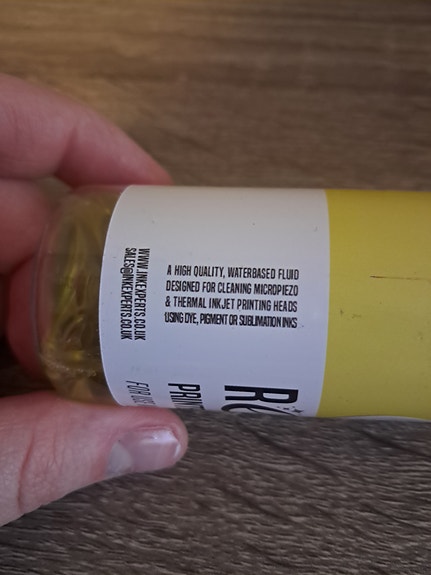 A HIGH QUALITY, WATERBASED FLUID
DESIGNED FOR CLEANING MICROPIEZO
& THERMAL INKJET PRINTING HEADS
USING DYE, PIGMENT OR SUBLIMATION INKS
WWW.INKEXPERTS.CO.UK
SALES@INKEXPERTS.CO.UK